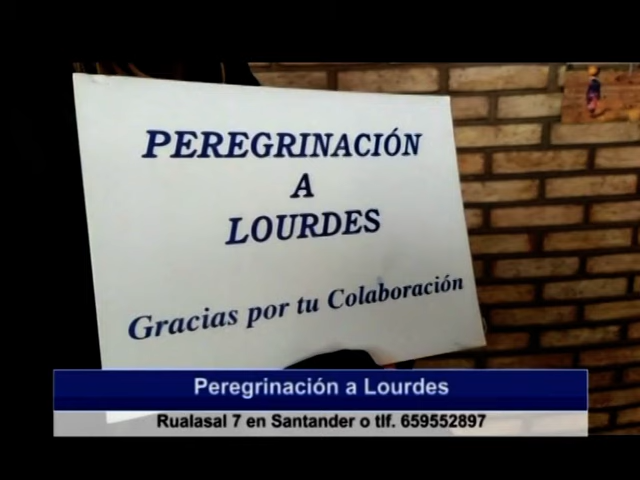 PEREGRINACIÓN
A
LOURDES
Gracias por tu Colaboración
Peregrinación a Lourdes
Rualasal 7 en Santander o tlf. 659552897